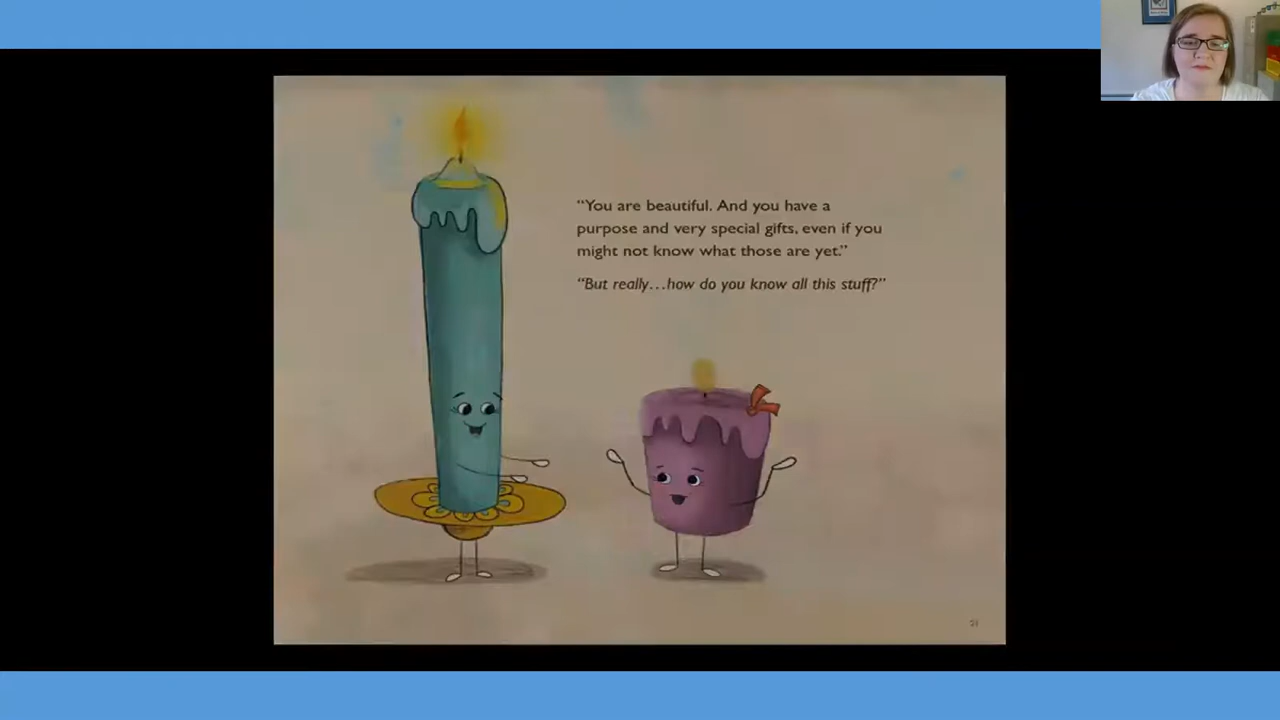 “You are beautiful. And you have a
purpose and very special gifts, even if you
might not know what those are yet.”
“But really…how do you know all this stuff?”